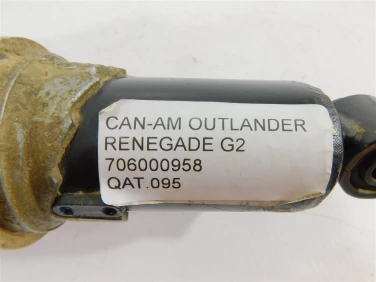 CAN-AM OUTLANDER
RENEGADE G2
706000958
QAT.095